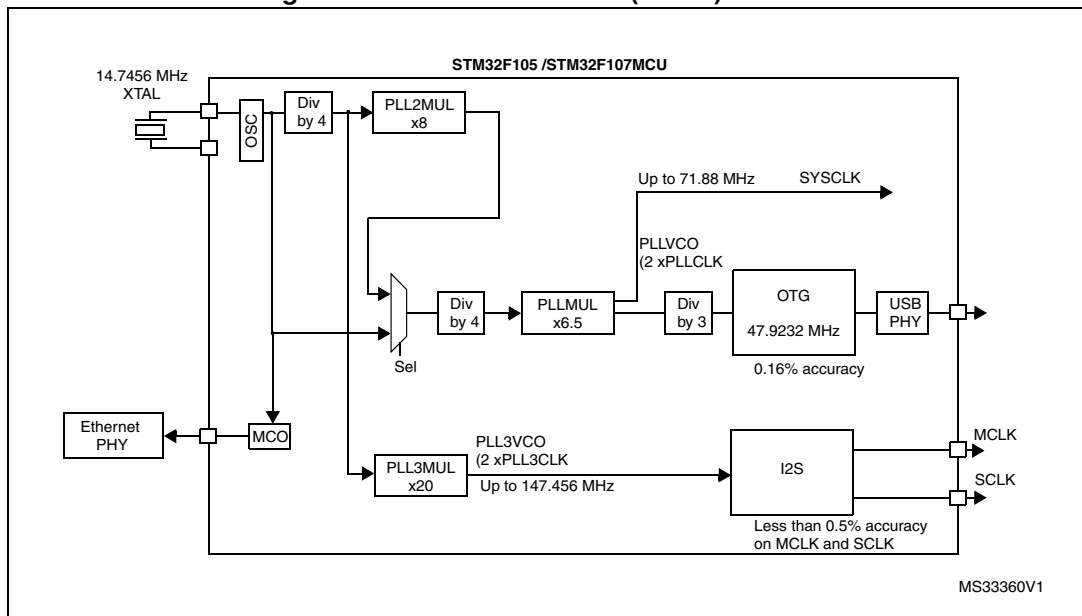 STM32F105 /STM32F107MCU
14.7456 MHz
XTAL
OSC
Div
by 4
PLL2MUL
x8
Up to 71.88 MHz
SYSCLK
PLLVCO
(2 xPLLCLK
Sel
Div
by 4
PLLMUL
x6.5
Div
by 3
OTG
47.9232 MHz
USB
PHY
0.16% accuracy
Ethernet
PHY
MCO
PLL3MUL
x20
PLL3VCO
(2 xPLL3CLK
Up to 147.456 MHz
I2S
MCLK
SCLK
Less than 0.5% accuracy
on MCLK and SCLK
MS33360V1